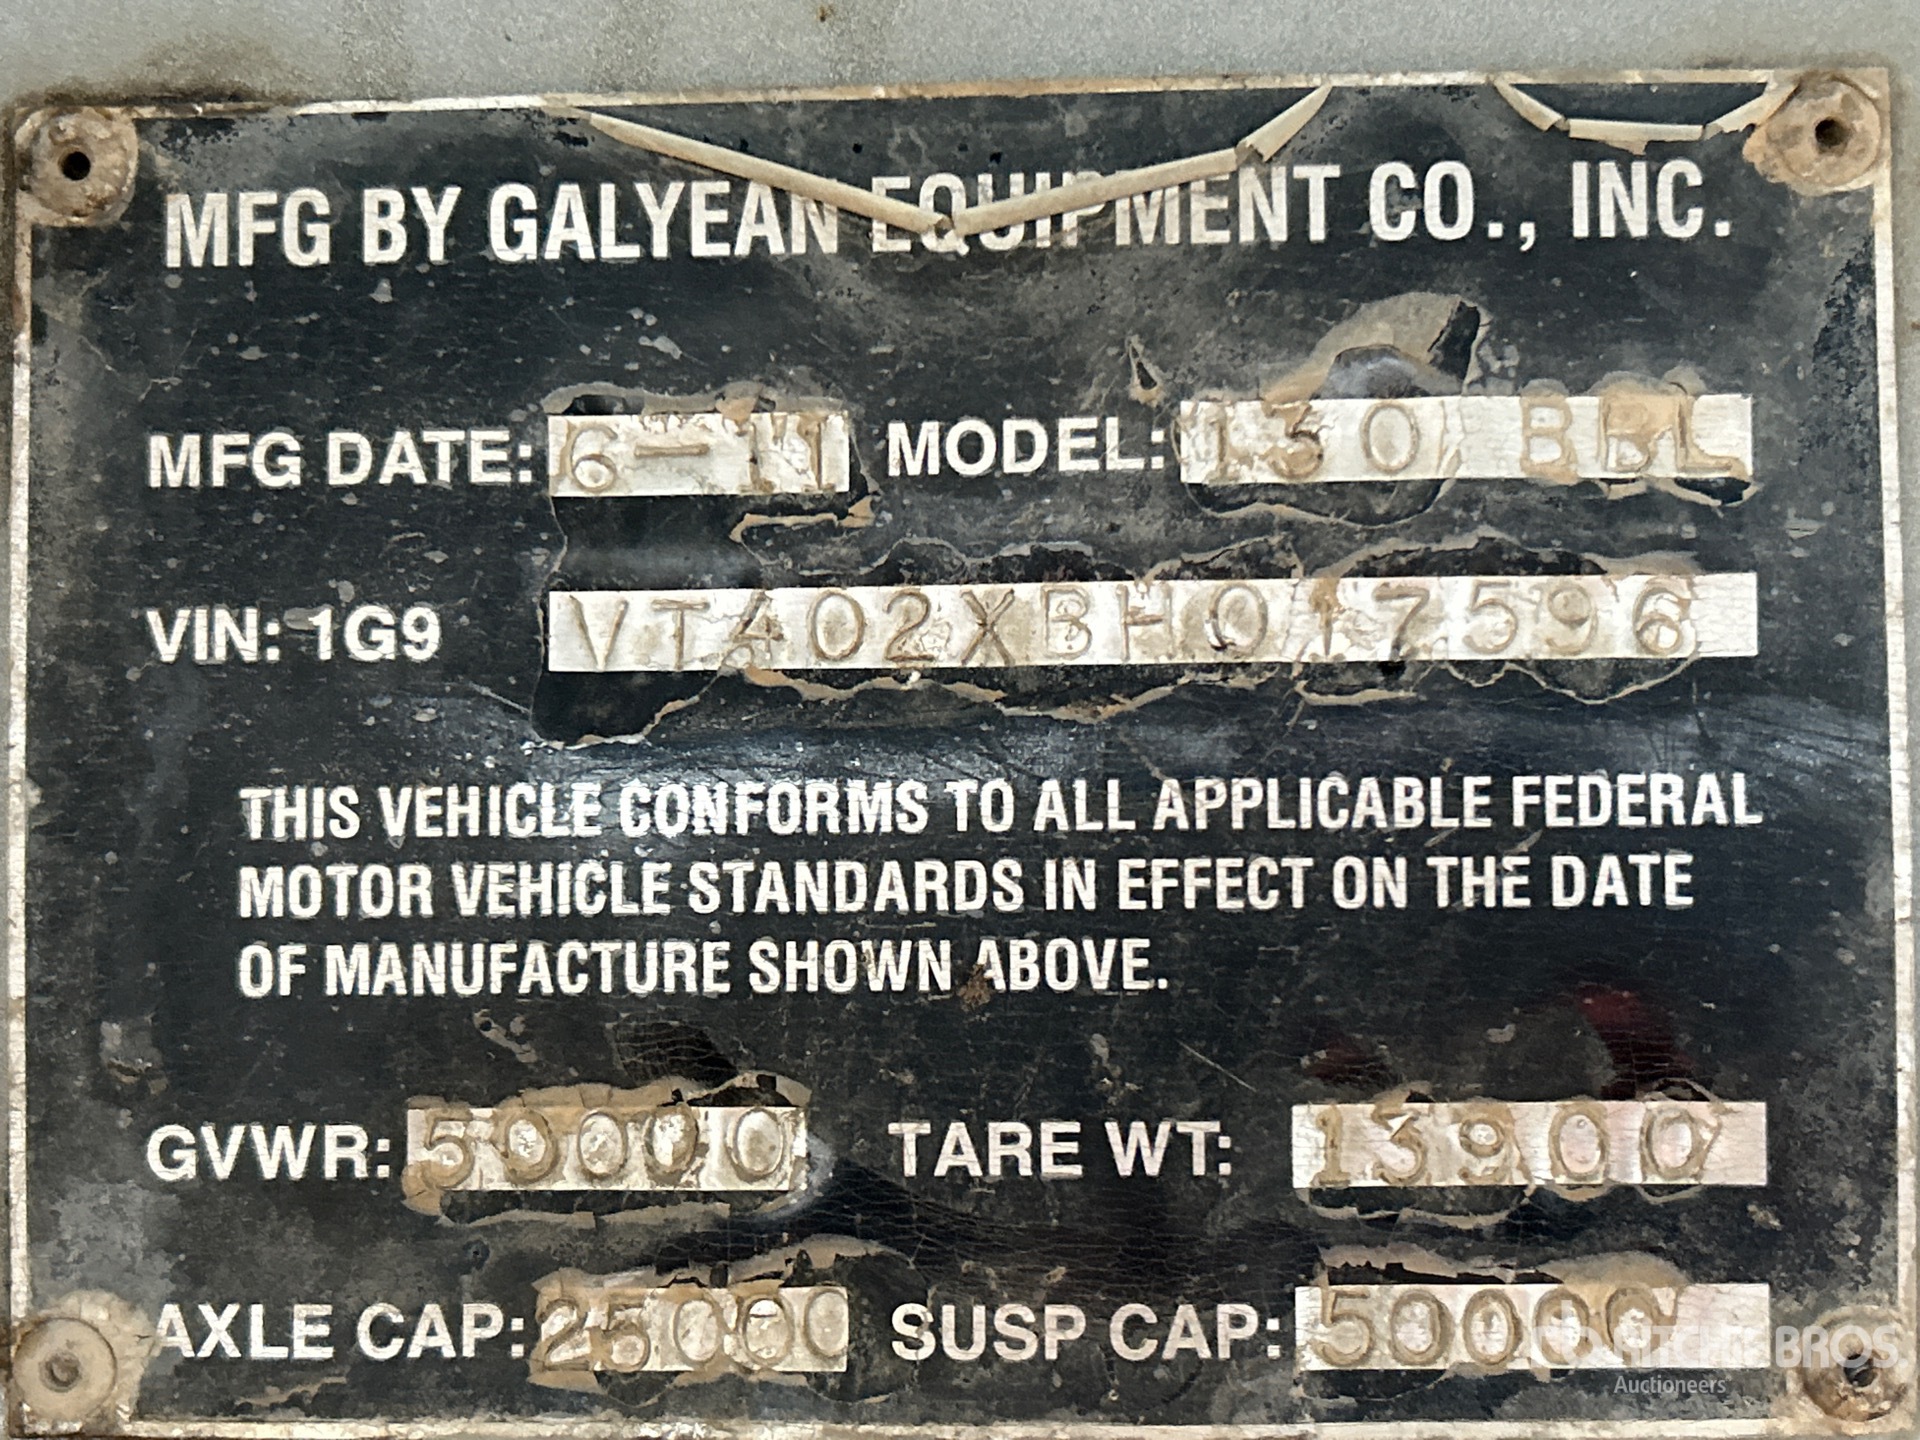 MFG BY GALYEAN EQUIPMENT CO., INC.
MFG DATE: 6-11 MODEL: 130 BBL
VIN: 1G9 VT402XBH017596
THIS VEHICLE CONFORMS TO ALL APPLICABLE FEDERAL
MOTOR VEHICLE STANDARDS IN EFFECT ON THE DATE
OF MANUFACTURE SHOWN ABOVE.
GVWR: 50000 TARE WT: 13900
AXLE CAP: 25000 SUSP CAP: 50000
RITCHIE BROS.
Auctioneers